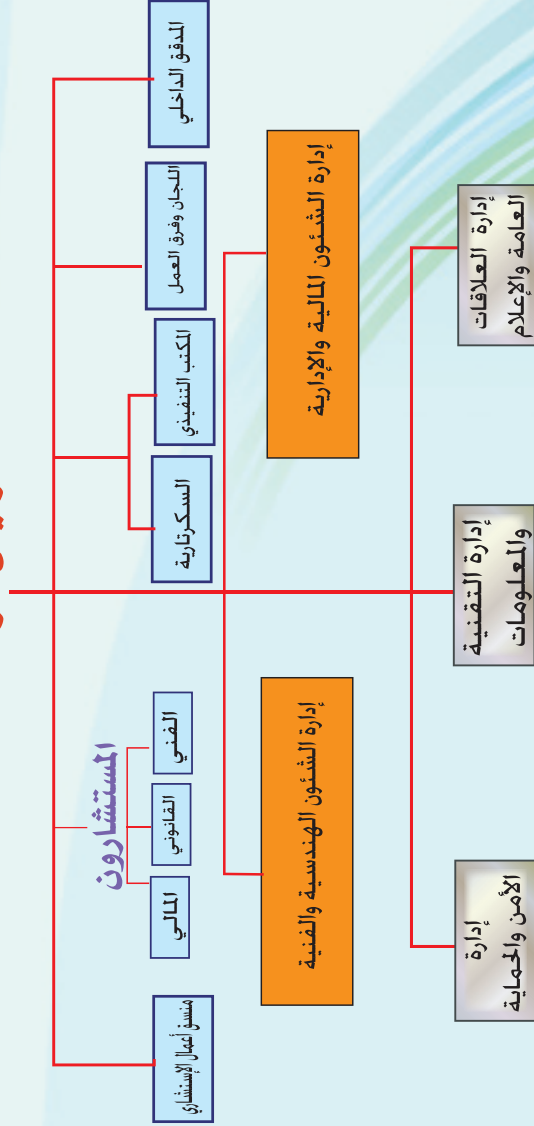 المدقق الداخلي
اللجان وفرق العمل
المكتب التنفيذي
السكرتارية
المستشارون
الفني
القانوني
المالي
منسق أعمال الإستشاري
إدارة الشئون المالية والإدارية
إدارة الشئون الهندسية والفنية
إدارة العلاقات
العامة والإعلام
إدارة التقنية
والمعلومات
إدارة
الأمن والحماية